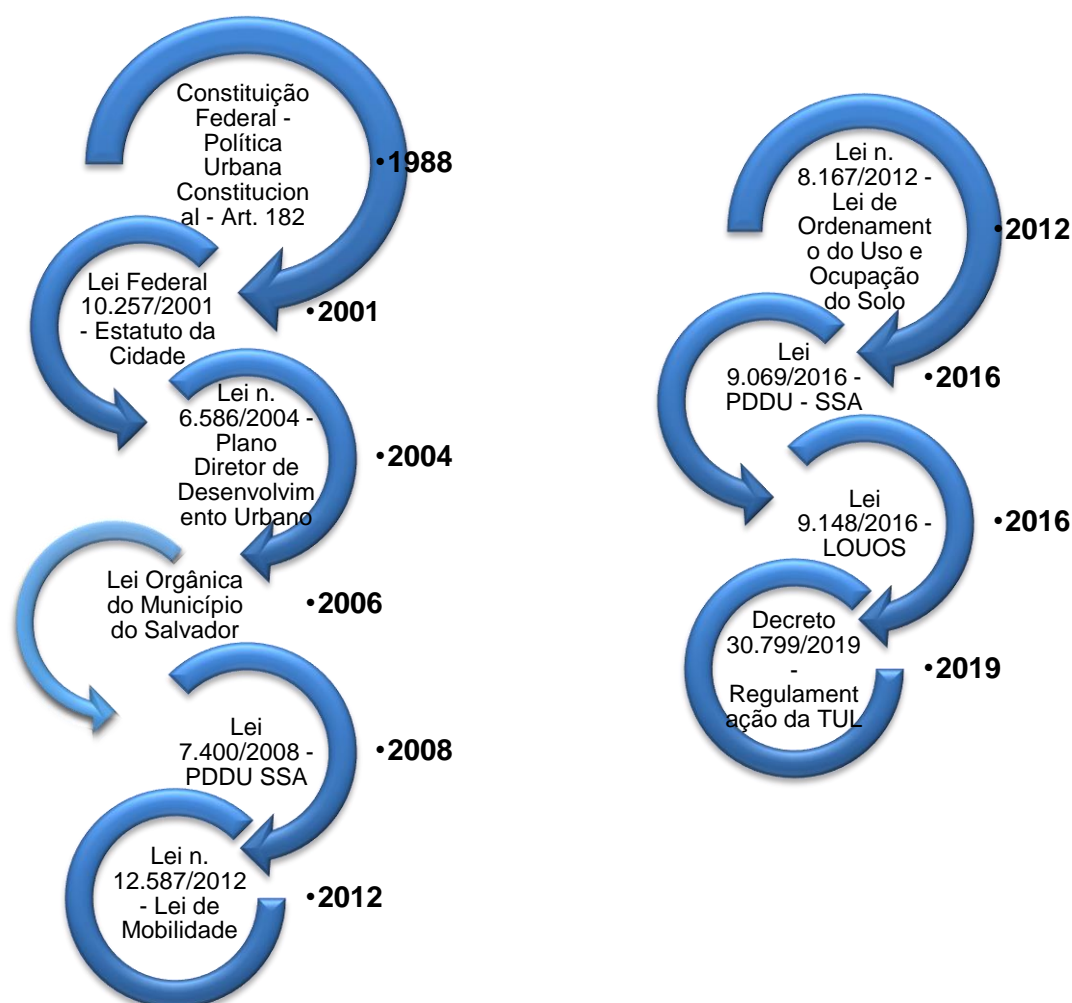 Constituição
Federal -
Política
Urbana
Constitucion
al - Art. 182
•1988
Lei Federal
10.257/2001
- Estatuto da
Cidade
•2001
Lei n.
6.586/2004 -
Plano
Diretor de
Desenvolvim
ento Urbano
•2004
Lei Orgânica
do Município
do Salvador
•2006
Lei
7.400/2008 -
PDDU SSA
•2008
Lei n.
12.587/2012
- Lei de
Mobilidade
•2012
Lei n.
8.167/2012 -
Lei de
Ordenament
o do Uso e
Ocupação
do Solo
•2012
Lei
9.069/2016 -
PDDU - SSA
•2016
Lei
9.148/2016 -
LOUOS
•2016
Decreto
30.799/2019
-
Regulament
ação da TUL
•2019